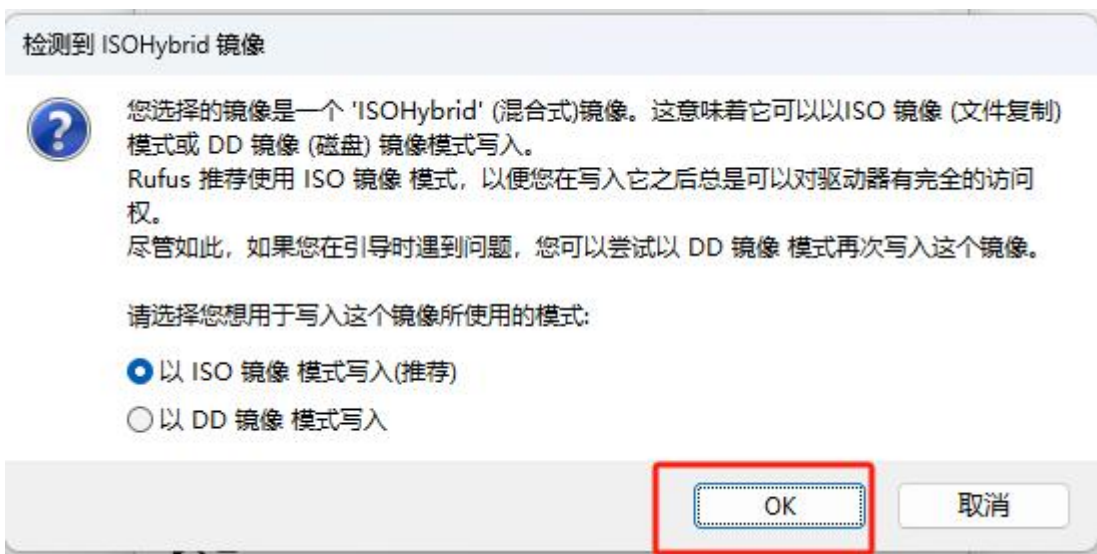 检测到 ISOHybrid 镜像
您选择的镜像是一个 'ISOHybrid' (混合式)镜像。这意味着它可以以ISO 镜像 (文件复制)
模式或 DD 镜像 (磁盘) 镜像模式写入。
Rufus 推荐使用 ISO 镜像 模式，以便您在写入它之后总是可以对驱动器有完全的访问
权。
尽管如此，如果您在引导时遇到问题，您可以尝试以 DD 镜像 模式再次写入这个镜像。
请选择您想用于写入这个镜像所使用的模式:
以 ISO 镜像 模式写入(推荐)
以 DD 镜像 模式写入
OK
取消